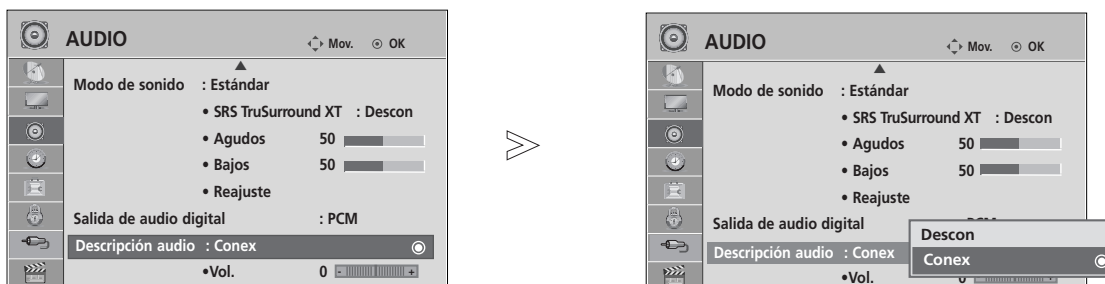 AUDIO
Mov. OK
Modo de sonido : Estándar
• SRS TruSurround XT : Descon
• Agudos 50
• Bajos 50
• Reajuste
Salida de audio digital : PCM
Descripción audio : Conex
•Vol. 0 - +
AUDIO
Mov. OK
Modo de sonido : Estándar
• SRS TruSurround XT : Descon
• Agudos 50
• Bajos 50
• Reajuste
Salida de audio digital
Descon
Descripción audio : Conex
Conex
•Vol.